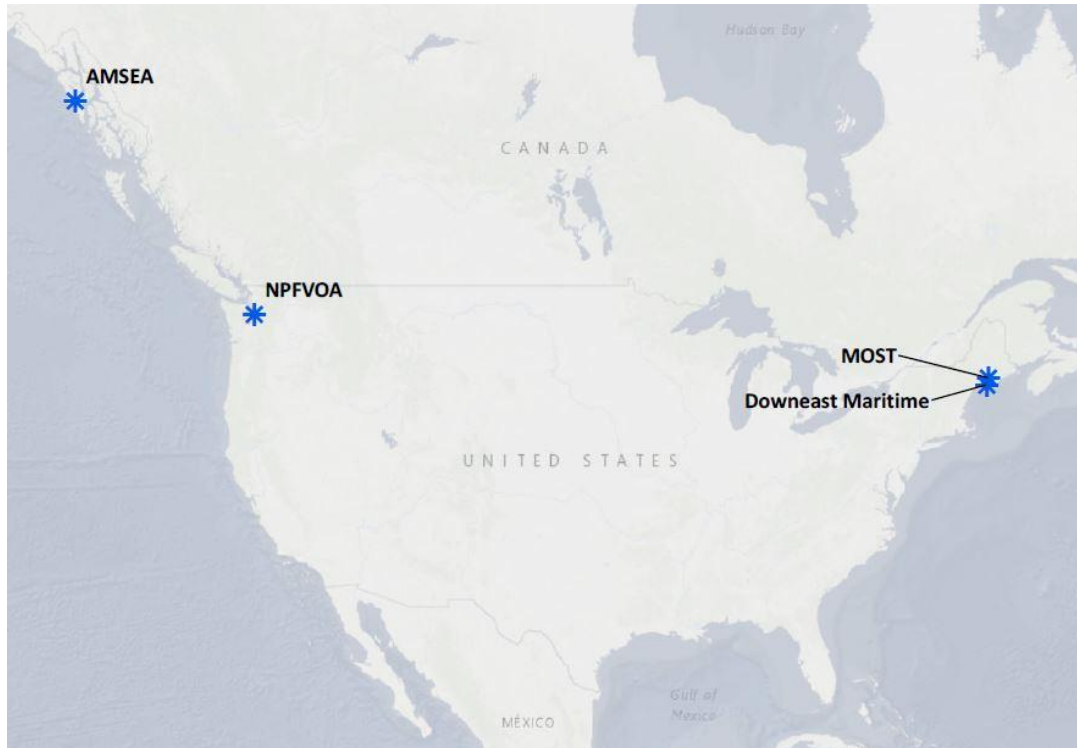 Hudson Bay
AMSEA
CANADA
NPFVOA
MOST
Downeast Maritime
UNITED STATES
Gulf of
Mexico
MÉXICO